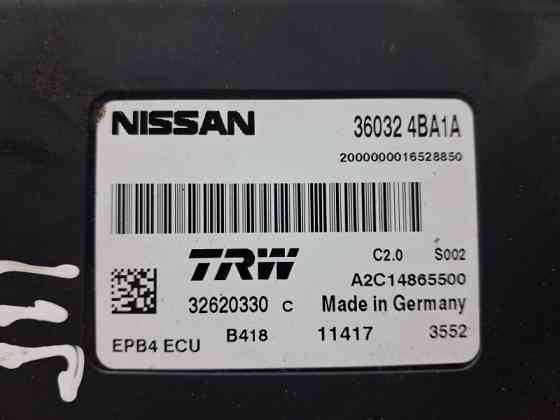 NISSAN 36032 4BA1A
2000000016528850
TRW C2.0 S002
A2C14865500
32620330 C Made in Germany
EPB4 ECU B418 11417 3552